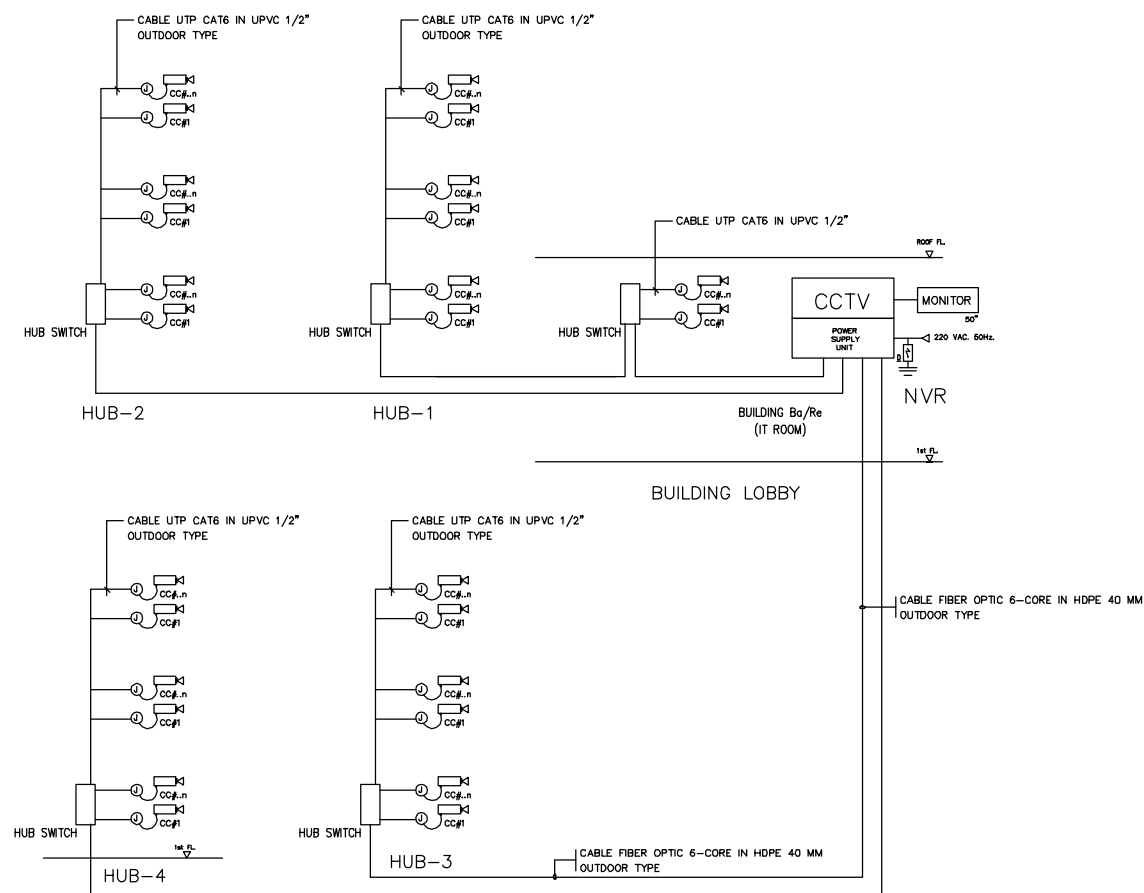 CABLE UTP CAT6 IN UPVC 1/2"
OUTDOOR TYPE
J
CC#..n
J
CC#1
J
CC#..n
J
CC#1
J
CC#..n
J
CC#1
HUB SWITCH
HUB-2
CABLE UTP CAT6 IN UPVC 1/2"
OUTDOOR TYPE
J
CC#..n
J
CC#1
J
CC#..n
J
CC#1
J
CC#..n
J
CC#1
HUB SWITCH
HUB-1
CABLE UTP CAT6 IN UPVC 1/2"
J
CC#..n
J
CC#1
HUB SWITCH
ROOF FL.
CCTV
MONITOR
50"
POWER
SUPPLY
UNIT
220 VAC. 50Hz.
NVR
BUILDING Ba/Re
(IT ROOM)
1st FL.
BUILDING LOBBY
CABLE UTP CAT6 IN UPVC 1/2"
OUTDOOR TYPE
J
CC#..n
J
CC#1
J
CC#..n
J
CC#1
J
CC#..n
J
CC#1
HUB SWITCH
1st FL.
HUB-4
CABLE UTP CAT6 IN UPVC 1/2"
OUTDOOR TYPE
J
CC#..n
J
CC#1
J
CC#..n
J
CC#1
J
CC#..n
J
CC#1
HUB SWITCH
HUB-3
CABLE FIBER OPTIC 6-CORE IN HDPE 40 MM
OUTDOOR TYPE
CABLE FIBER OPTIC 6-CORE IN HDPE 40 MM
OUTDOOR TYPE